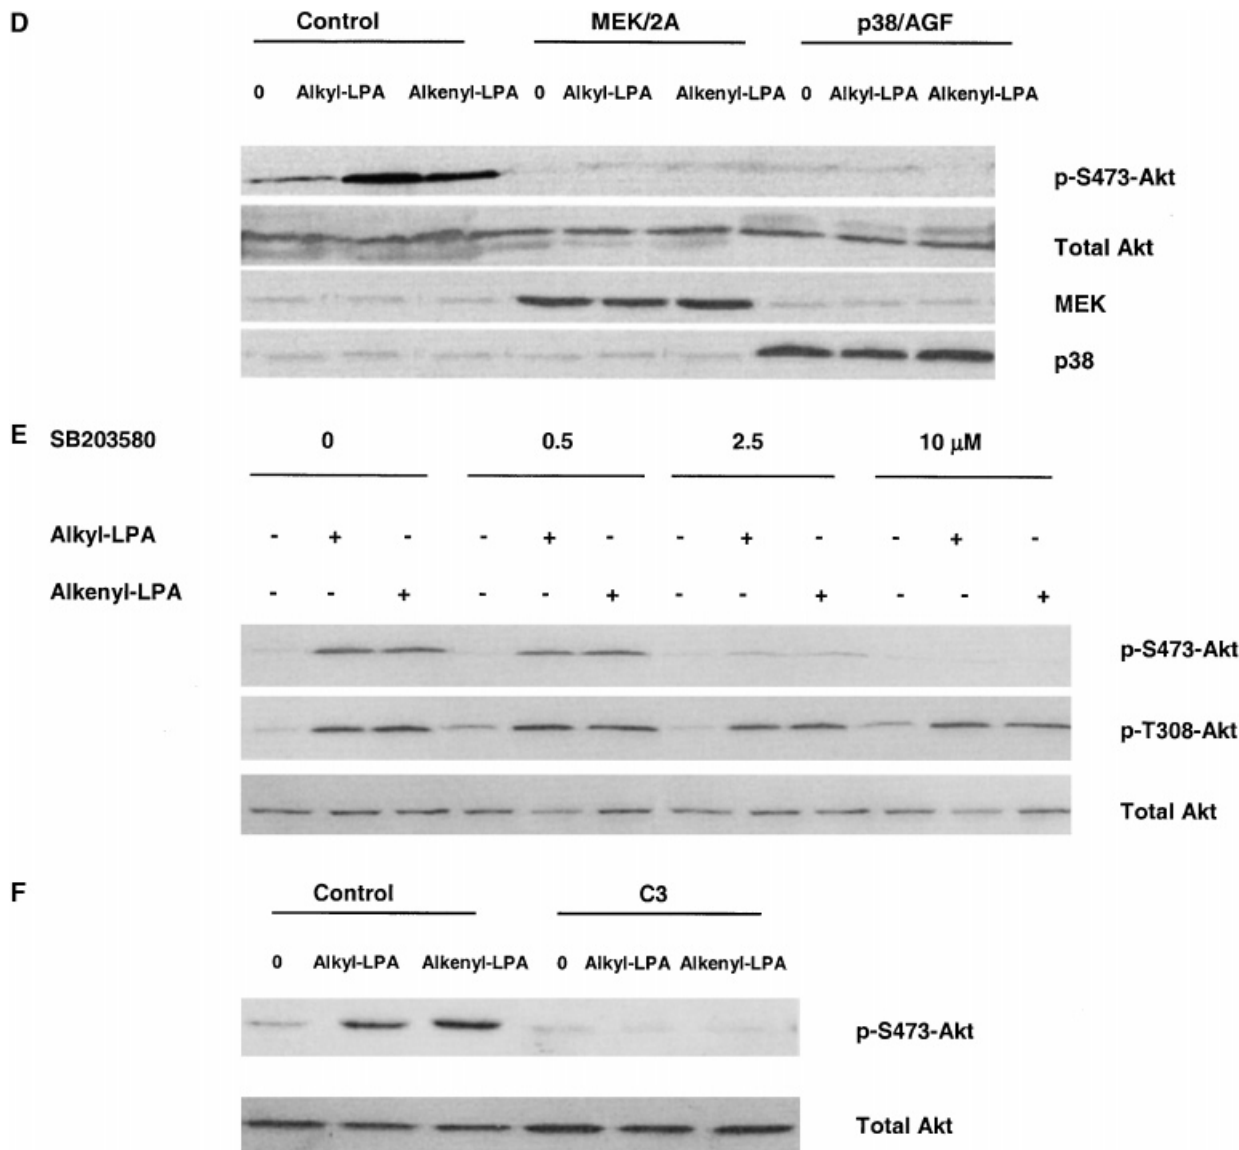 D Control MEK/2A p38/AGF
0 Alkyl-LPA Alkenyl-LPA 0 Alkyl-LPA Alkenyl-LPA 0 Alkyl-LPA Alkenyl-LPA
p-S473-Akt
Total Akt
MEK
p38
E SB203580 0 0.5 2.5 10 μM
Alkyl-LPA - + - - + - - + - - + -
Alkenyl-LPA - - + - - + - - + - - +
p-S473-Akt
p-T308-Akt
Total Akt
F Control C3
0 Alkyl-LPA Alkenyl-LPA 0 Alkyl-LPA Alkenyl-LPA
p-S473-Akt
Total Akt